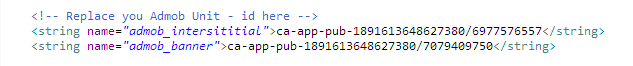 <!-- Replace you Admob Unit - id here -->
<string name="admob_intersititial">ca-app-pub-1891613648627380/6977576557</string>
<string name="admob_banner">ca-app-pub-1891613648627380/7079409750</string>